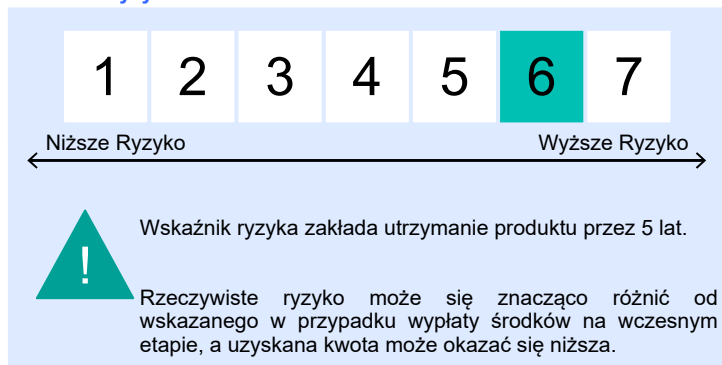 1 2 3 4 5 6 7
Niższe Ryzyko Wyższe Ryzyko
!
Wskaźnik ryzyka zakłada utrzymanie produktu przez 5 lat.
Rzeczywiste ryzyko może się znacząco różnić od
wskazanego w przypadku wypłaty środków na wczesnym
etapie, a uzyskana kwota może okazać się niższa.